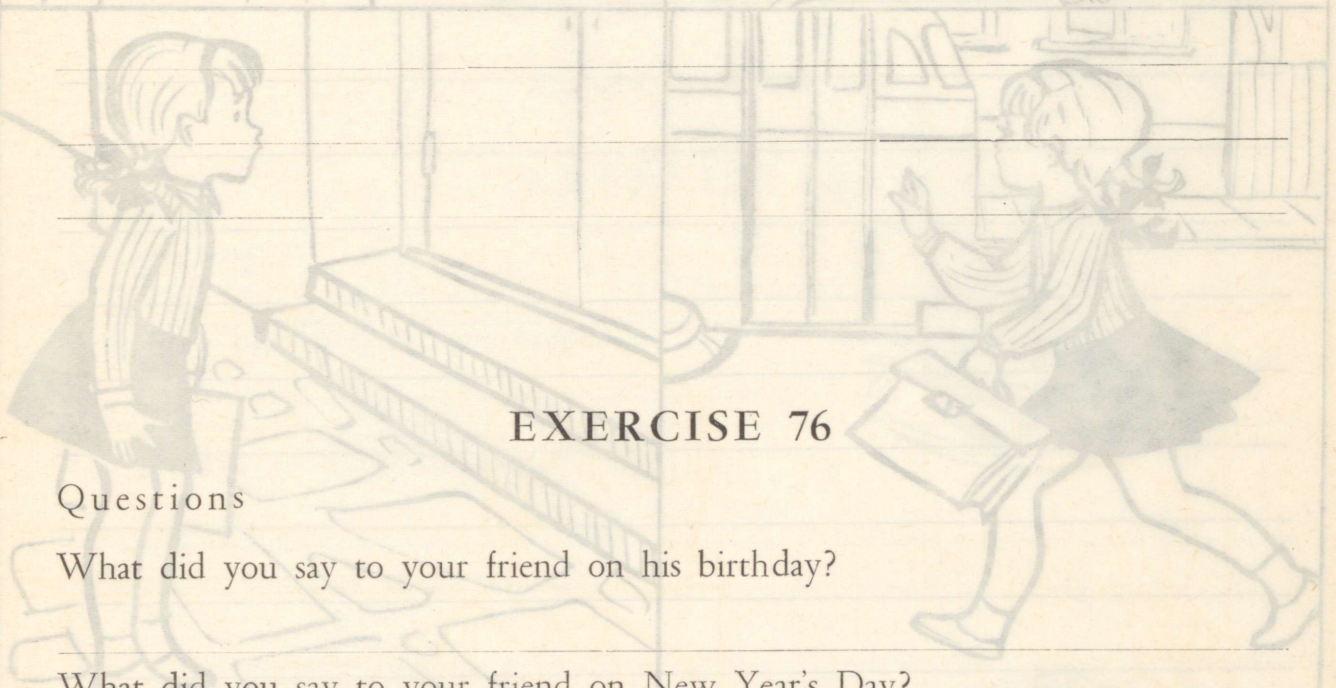 EXERCISE 76
Questions
What did you say to your friend on his birthday?
What did you say to your friend on New Year's Day?